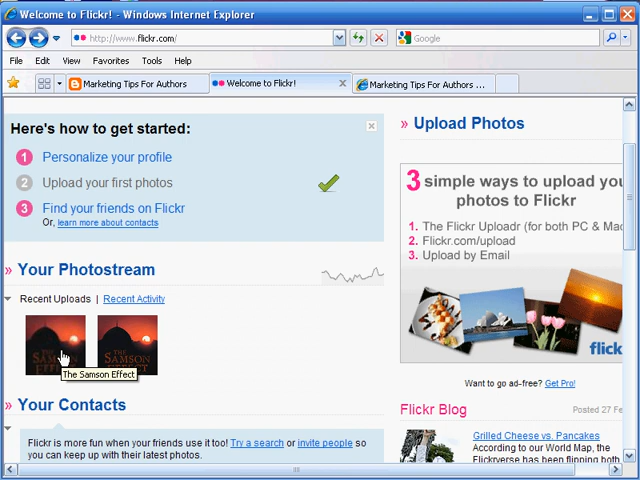 Welcome to Flickr! - Windows Internet Explorer
http://www.flickr.com/
Google
File Edit View Favorites Tools Help
Marketing Tips For Authors
Welcome to Flickr!
Marketing Tips For Authors ...
Here's how to get started:
1 Personalize your profile
2 Upload your first photos
3 Find your friends on Flickr
Or, learn more about contacts
» Your Photostream
Recent Uploads | Recent Activity
THE SAMSON
THE SAMSON
The Samson Effect
» Your Contacts
Flickr is more fun when your friends use it too! Try a search or invite people so
you can keep up with their latest photos.
» Upload Photos
3 simple ways to upload you
photos to Flickr
1. The Flickr Uploadr (for both PC & Mac
2. Flickr.com/upload
3. Upload by Email
flick
Want to go ad-free? Get Pro!
Flickr Blog
Posted 27 Fe
Grilled Cheese vs. Pancakes
According to our World Map, the
Flickryerse has been flipping both